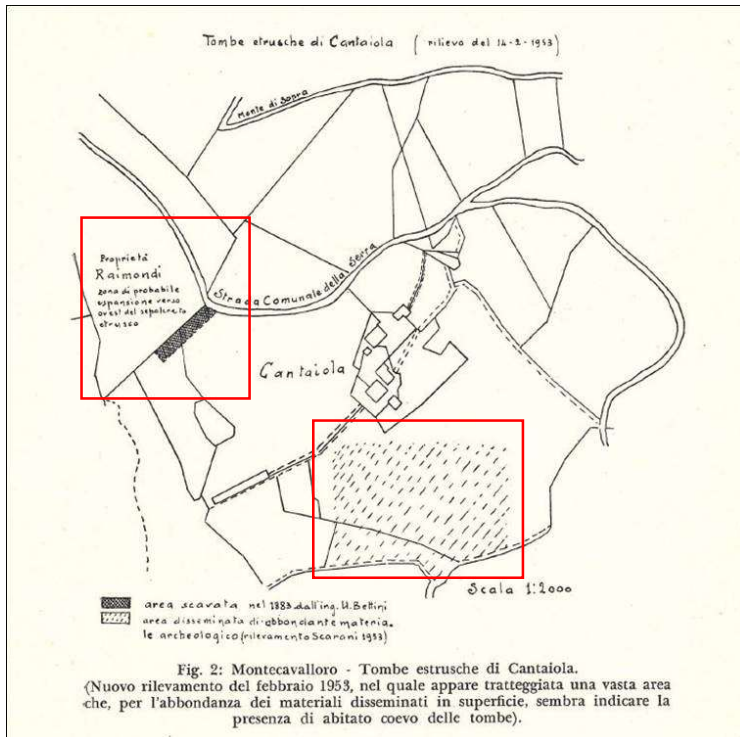 Tombe etrusche di Cantaiola ( rilievo del 14-2-1953)
Monte di Sopra
Proprietà
Raimondi
zona di probabile
espansione verso
ovest del sepolcreto
etrusco
Strada Comunale della Serra
Cantaiola
Scala 1:2000
area scavata nel 1883 dall'ing. U. Bettini
area disseminata di abbondante materia.
le archeologico (rilevamento Scarani 1953)
Fig. 2: Montecavalloro - Tombe estrusche di Cantaiola.
(Nuovo rilevamento del febbraio 1953, nel quale appare tratteggiata una vasta area
che, per l'abbondanza dei materiali disseminati in superficie, sembra indicare la
presenza di abitato coevo delle tombe).